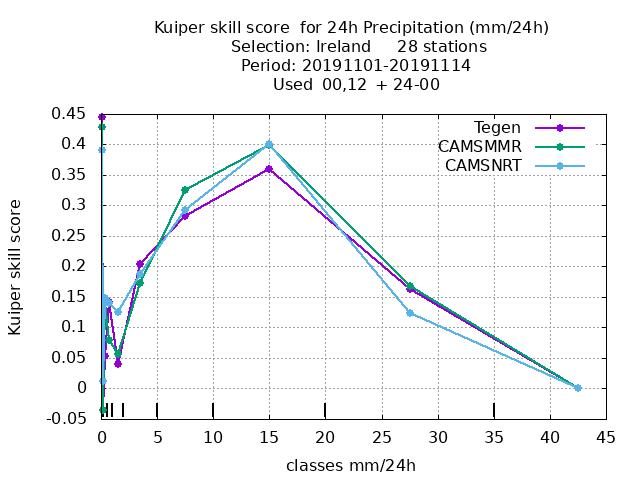 Kuiper skill score  for 24h Precipitation (mm/24h)
Selection: Ireland     28 stations
Period: 20191101-20191114
Used  00,12  + 24-00
Tegen
CAMSMMR
CAMSNRT
Kuiper skill score
0.45
0.4
0.35
0.3
0.25
0.2
0.15
0.1
0.05
0
-0.05
0 5 10 15 20 25 30 35 40 45
classes mm/24h